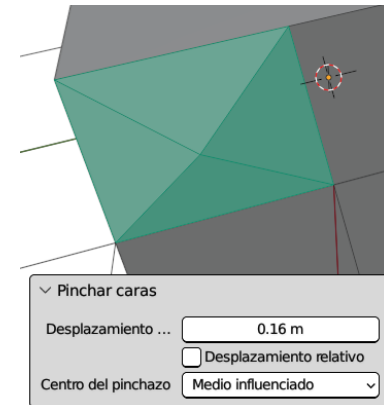 Pinchar caras
Desplazamiento ... 0.16 m
Desplazamiento relativo
Centro del pinchazo Medio influenciado